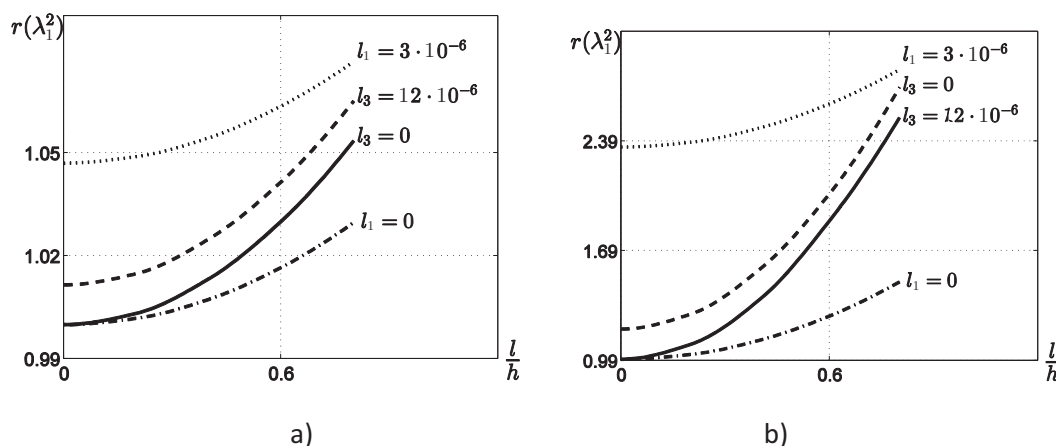 r(λ₁²)
l₁ = 3 · 10⁻⁶
l₃ = 12 · 10⁻⁶
l₃ = 0
1.05
l₁ = 0
1.02
0.99
0
0.6
l/h
a)
r(λ₁²)
l₁ = 3 · 10⁻⁶
l₃ = 0
l₃ = 12 · 10⁻⁶
2.39
1.69
l₁ = 0
0.99
0
0.6
l/h
b)